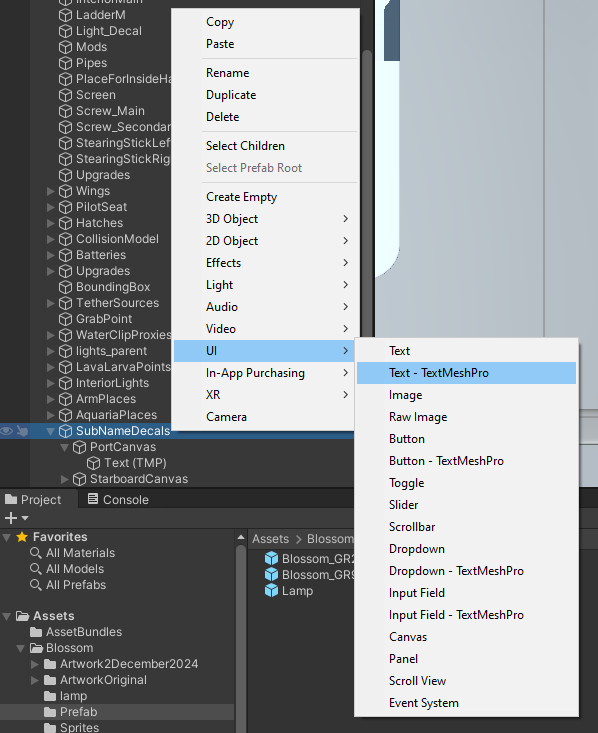 InteriorMain
LadderM
Light_Decal
Mods
Pipes
PlaceForInsideHa
Screen
Screw_Main
Screw_Secondar
StearingStickLef
StearingStickRig
Upgrades
Wings
PilotSeat
Hatches
CollisionModel
Batteries
Upgrades
BoundingBox
TetherSources
GrabPoint
WaterClipProxies
lights_parent
LavaLarvaPoints
InteriorLights
ArmPlaces
AquariaPlaces
SubNameDecals
PortCanvas
Text (TMP)
StarboardCanvas
Copy
Paste
Rename
Duplicate
Delete
Select Children
Select Prefab Root
Create Empty
3D Object
2D Object
Effects
Light
Audio
Video
UI
In-App Purchasing
XR
Camera
Text
Text - TextMeshPro
Image
Raw Image
Button
Button - TextMeshPro
Toggle
Slider
Scrollbar
Dropdown
Dropdown - TextMeshPro
Input Field
Input Field - TextMeshPro
Canvas
Panel
Scroll View
Event System
Project
Console
Favorites
All Materials
All Models
All Prefabs
Assets
AssetBundles
Blossom
Artwork2December2024
ArtworkOriginal
lamp
Prefab
Sprites
Assets > Blossom
Blossom_GR2
Blossom_GR9
Lamp